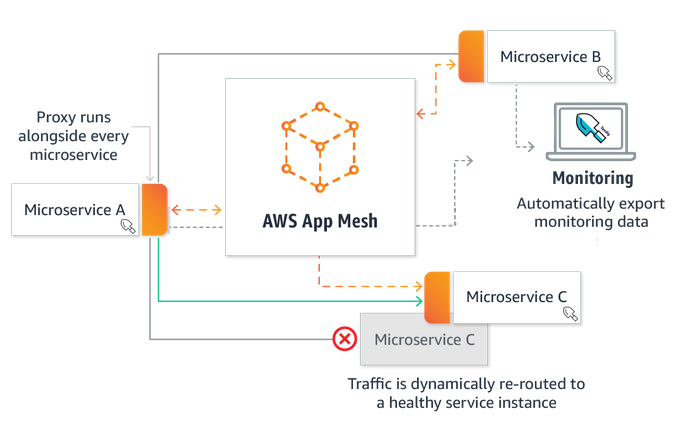 Microservice B
Proxy runs
alongside every
microservice
Monitoring
Automatically export
monitoring data
Microservice A
AWS App Mesh
Microservice C
Microservice C
Traffic is dynamically re-routed to
a healthy service instance